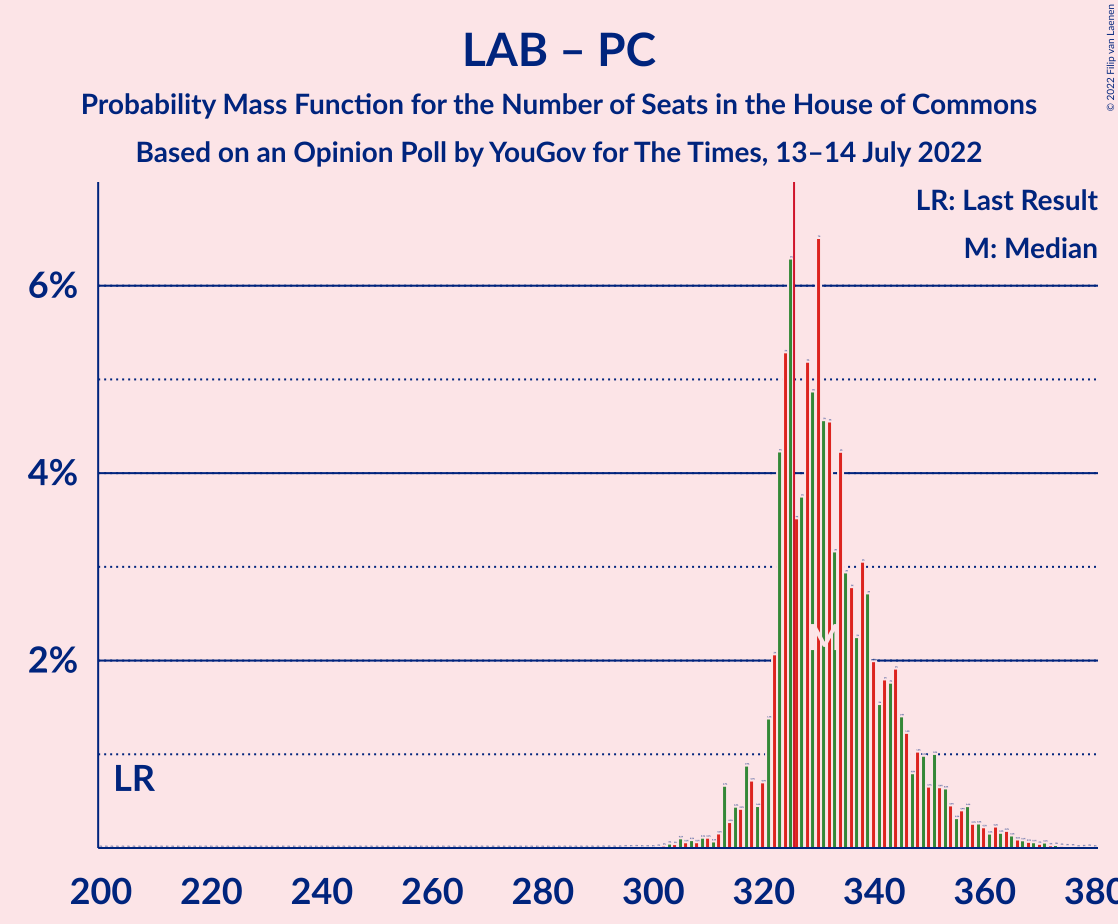 LAB – PC
Probability Mass Function for the Number of Seats in the House of Commons
Based on an Opinion Poll by YouGov for The Times, 13–14 July 2022
© 2022 Filip van Laenen
LR: Last Result
M: Median
6%
4%
2%
M
LR
200 220 240 260 280 300 320 340 360 380